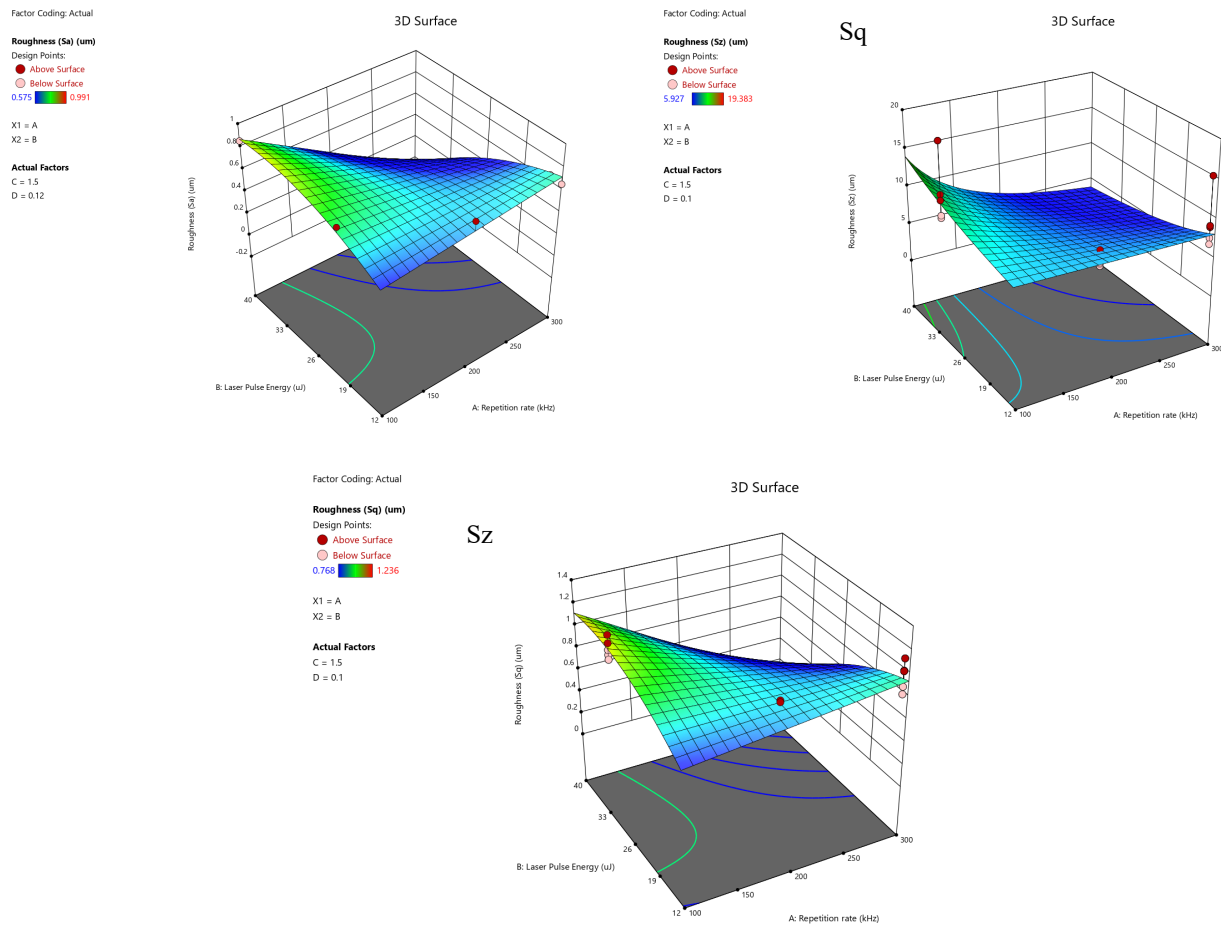 Factor Coding: Actual
3D Surface
Roughness (Sa) (um)
Design Points:
Above Surface
Below Surface
0.575 0.991
X1 = A
X2 = B
Actual Factors
C = 1.5
D = 0.12
1
0.8
0.6
0.4
0.2
0
-0.2
Roughness (Sa) (um)
40
33
26
19
12
100
150
200
250
300
B: Laser Pulse Energy (uJ)
A: Repetition rate (kHz)
Factor Coding: Actual
Sq
3D Surface
Roughness (Sz) (um)
Design Points:
Above Surface
Below Surface
5.927 19.383
X1 = A
X2 = B
Actual Factors
C = 1.5
D = 0.1
20
15
10
5
0
Roughness (Sz) (um)
40
33
26
19
12
100
150
200
250
300
B: Laser Pulse Energy (uJ)
A: Repetition rate (kHz)
Factor Coding: Actual
3D Surface
Sz
Roughness (Sq) (um)
Design Points:
Above Surface
Below Surface
0.768 1.236
X1 = A
X2 = B
Actual Factors
C = 1.5
D = 0.1
1.4
1.2
1
0.8
0.6
0.4
0.2
0
Roughness (Sq) (um)
40
33
26
19
12
100
150
200
250
300
B: Laser Pulse Energy (uJ)
A: Repetition rate (kHz)